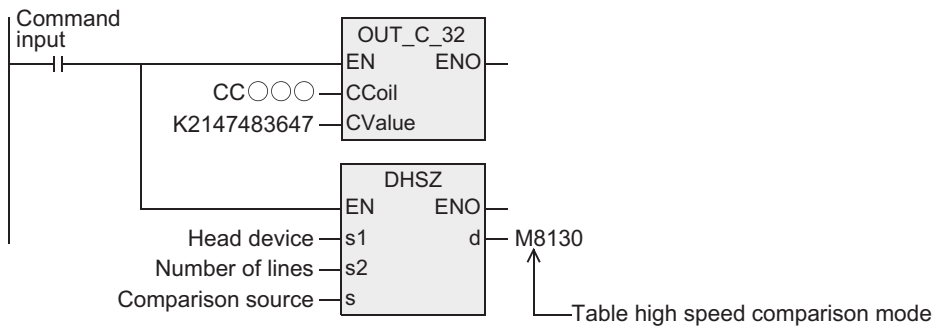 Command
input
OUT_C_32
EN ENO
CC○○○ CCoil
K2147483647 CValue
DHSZ
EN ENO
Head device s1 d M8130
Number of lines s2
Comparison source s
Table high speed comparison mode